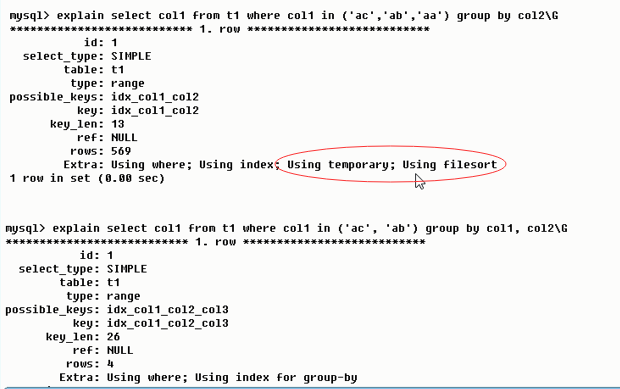 mysql> explain select col1 from t1 where col1 in ('ac','ab','aa') group by col2\G
*************************** 1. row ***************************
id: 1
select_type: SIMPLE
table: t1
type: range
possible_keys: idx_col1_col2
key: idx_col1_col2
key_len: 13
ref: NULL
rows: 569
Extra: Using where; Using index; Using temporary; Using filesort
1 row in set (0.00 sec)
mysql> explain select col1 from t1 where col1 in ('ac', 'ab') group by col1, col2\G
*************************** 1. row ***************************
id: 1
select_type: SIMPLE
table: t1
type: range
possible_keys: idx_col1_col2_col3
key: idx_col1_col2_col3
key_len: 26
ref: NULL
rows: 4
Extra: Using where; Using index for group-by